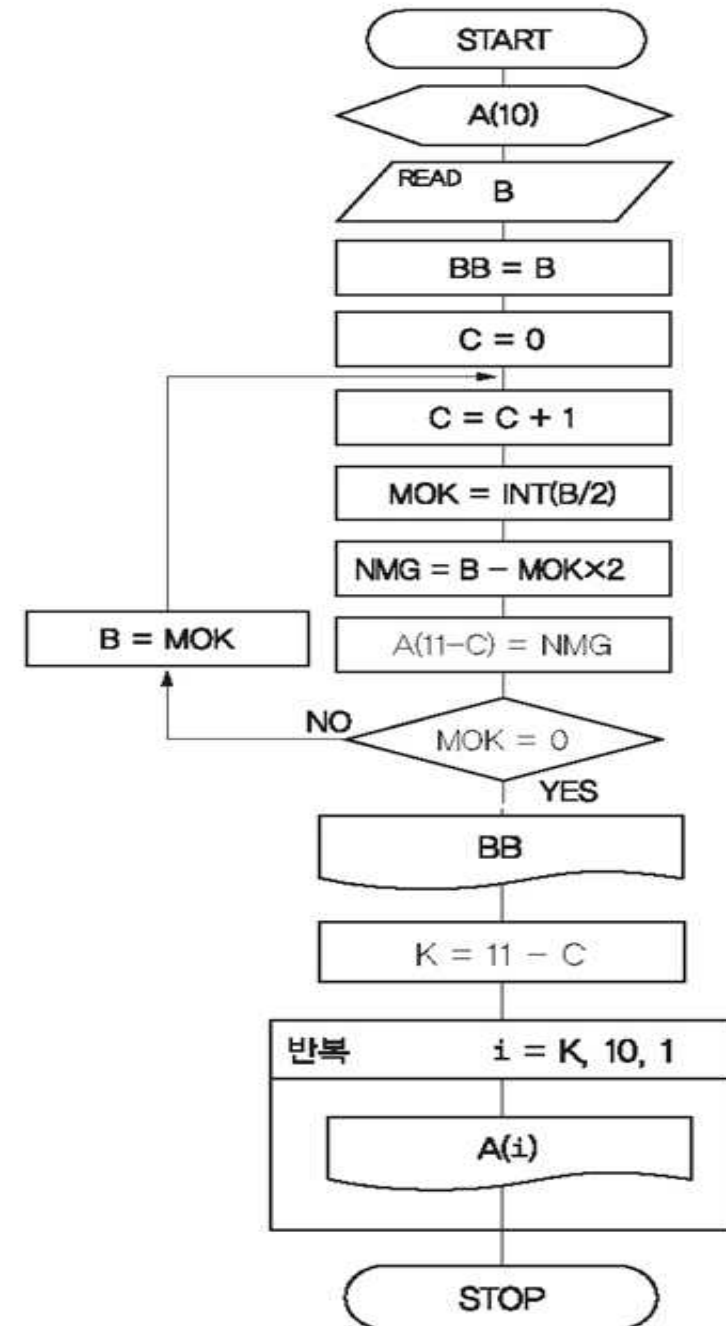 START
A(10)
READ B
BB = B
C = 0
C = C + 1
MOK = INT(B/2)
NMG = B − MOK×2
B = MOK
A(11−C) = NMG
NO
MOK = 0
YES
BB
K = 11 − C
반복 i = K, 10, 1
A(i)
STOP